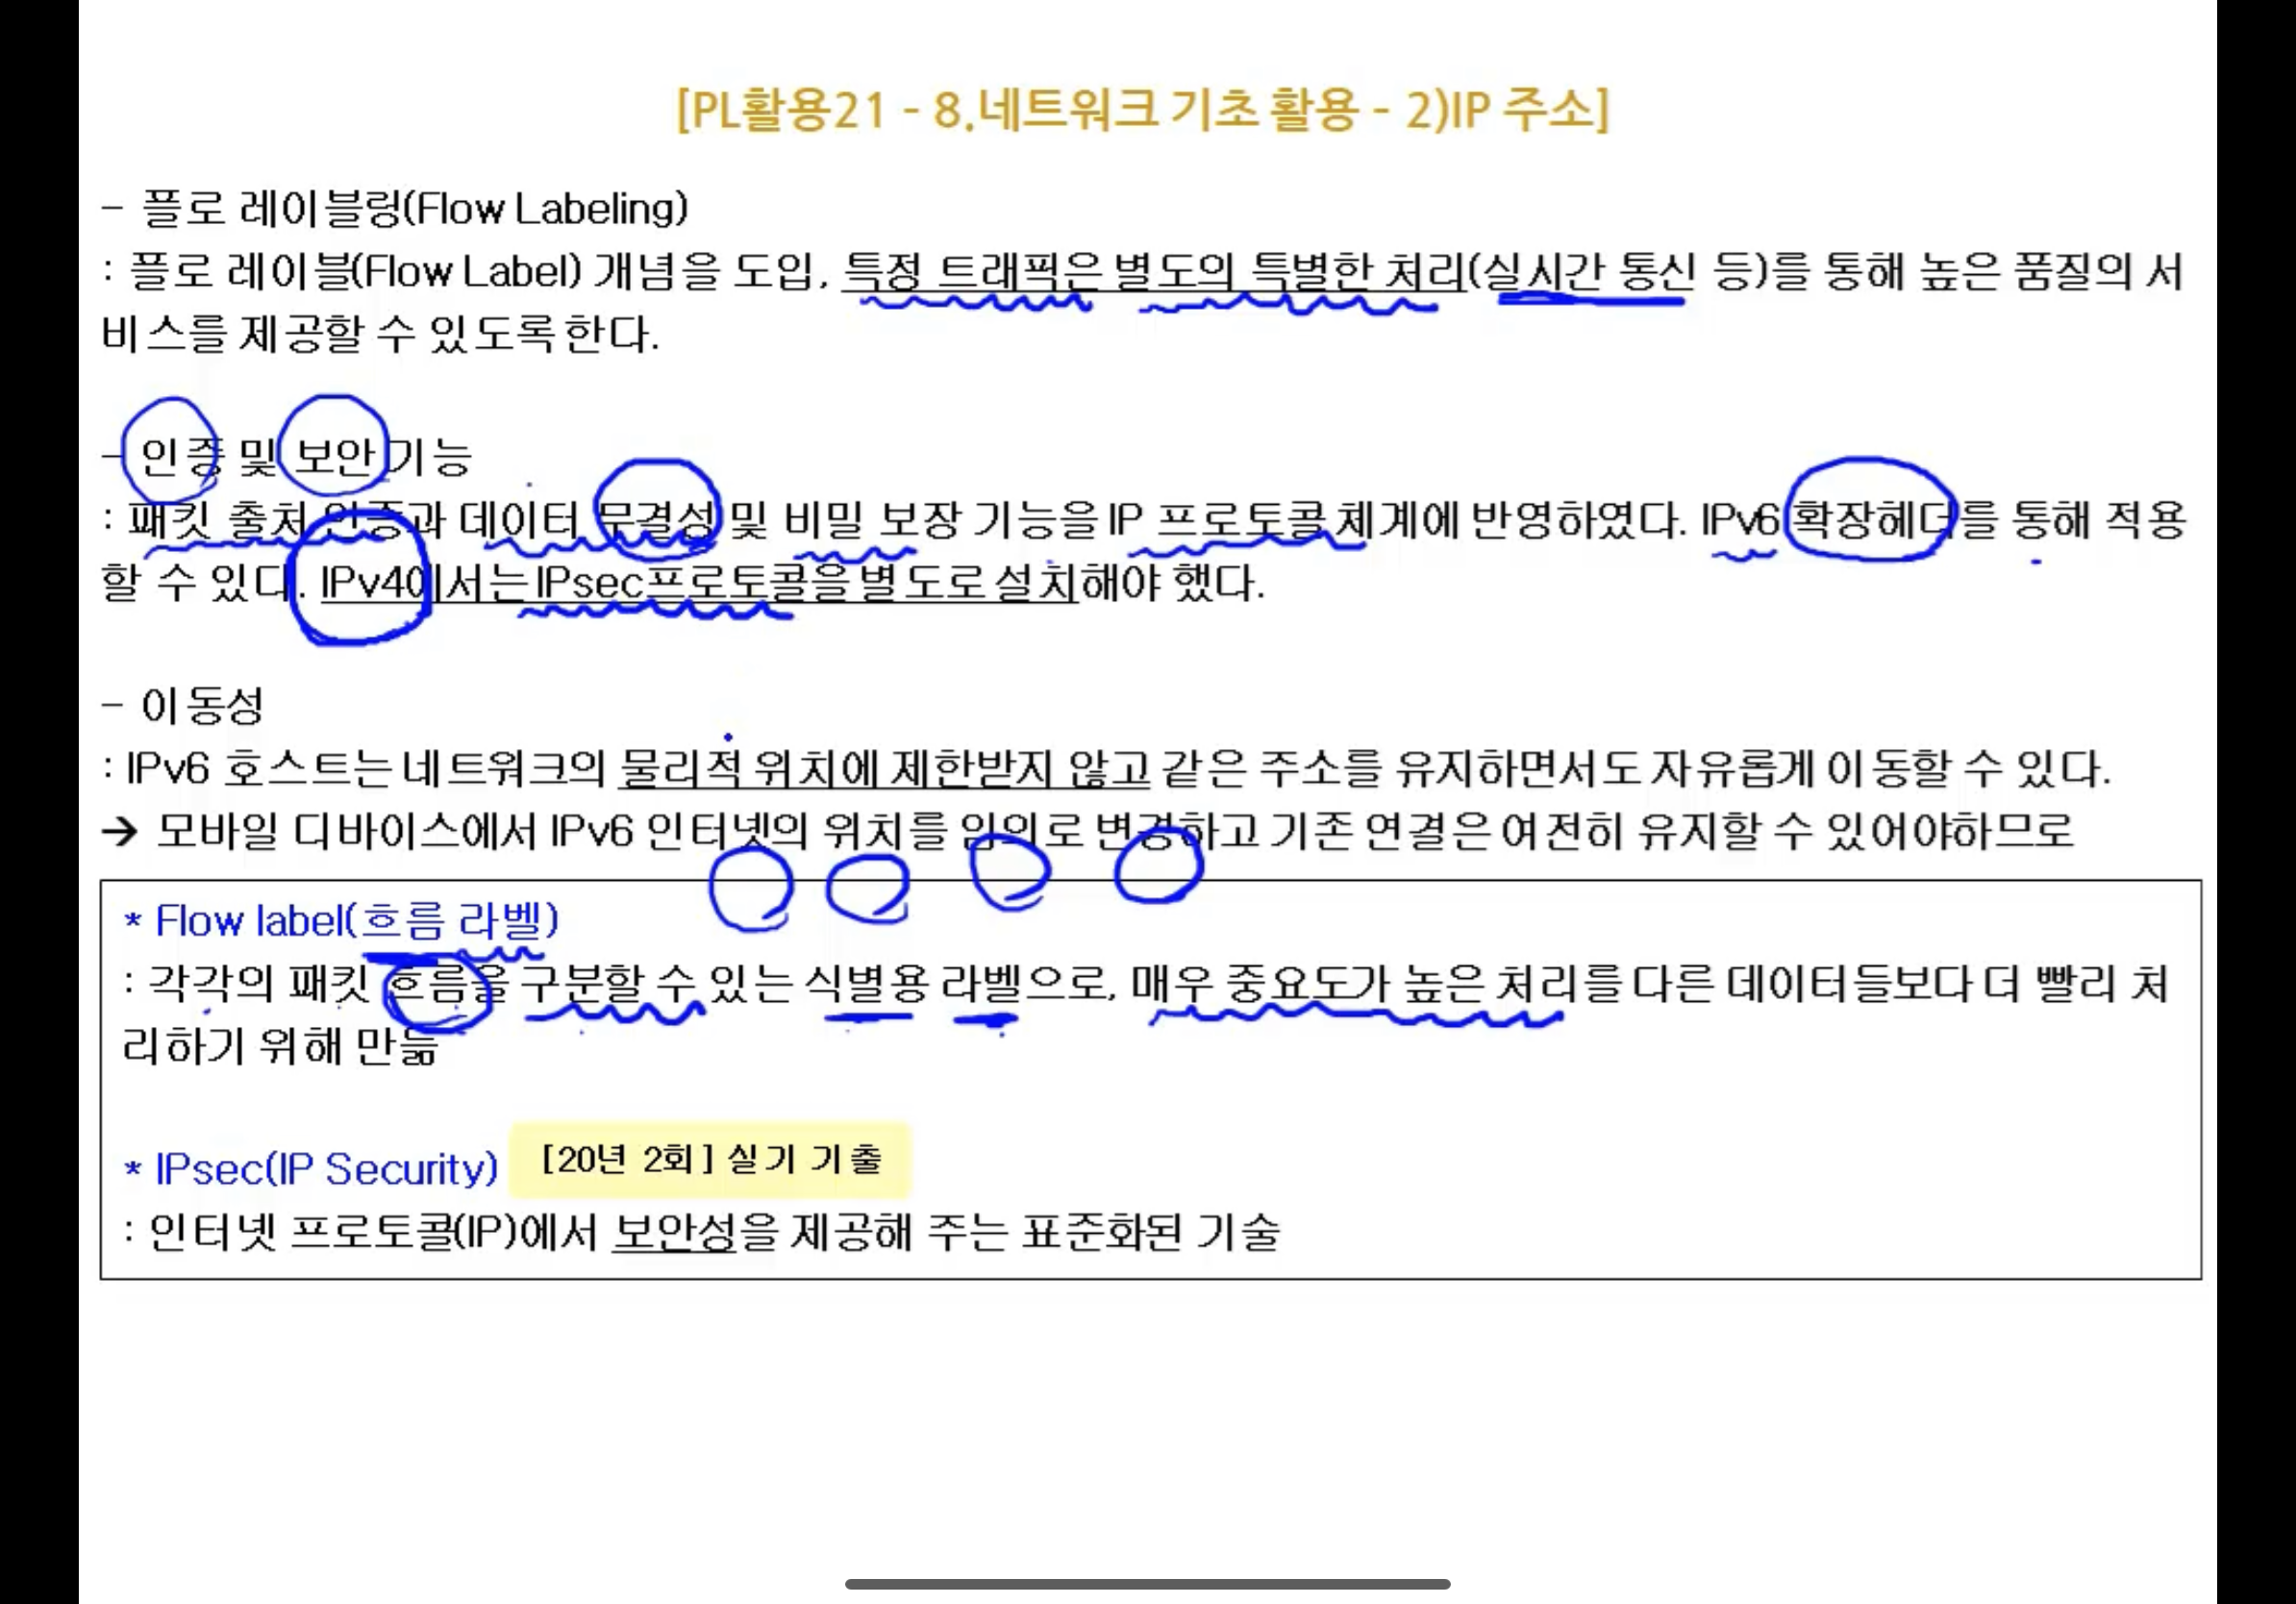 [PL활용21 - 8.네트워크 기초 활용 - 2)IP 주소]
- 플로 레이블링(Flow Labeling)
: 플로 레이블(Flow Label) 개념을 도입, 특정 트래픽은 별도의 특별한 처리(실시간 통신 등)를 통해 높은 품질의 서
비스를 제공할 수 있도록한다.
- 인증 및 보안 기능
: 패킷 출처 인증과 데이터 무결성 및 비밀 보장 기능을 IP 프로토콜 체계에 반영하였다. IPv6 확장헤더를 통해 적용
할 수 있다. IPv4에서는 IPsec프로토콜을 별도로 설치해야 했다.
- 이동성
: IPv6 호스트는 네트워크의 물리적 위치에 제한받지 않고 같은 주소를 유지하면서도 자유롭게 이동할 수 있다.
→ 모바일 디바이스에서 IPv6 인터넷의 위치를 임의로 변경하고 기존 연결은 여전히 유지할 수 있어야하므로
* Flow label(흐름 라벨)
: 각각의 패킷 흐름을 구분할 수 있는 식별용 라벨으로, 매우 중요도가 높은 처리를 다른 데이터들보다 더 빨리 처
리하기 위해 만듦
* IPsec(IP Security) [20년 2회] 실기 기출
: 인터넷 프로토콜(IP)에서 보안성을 제공해 주는 표준화된 기술